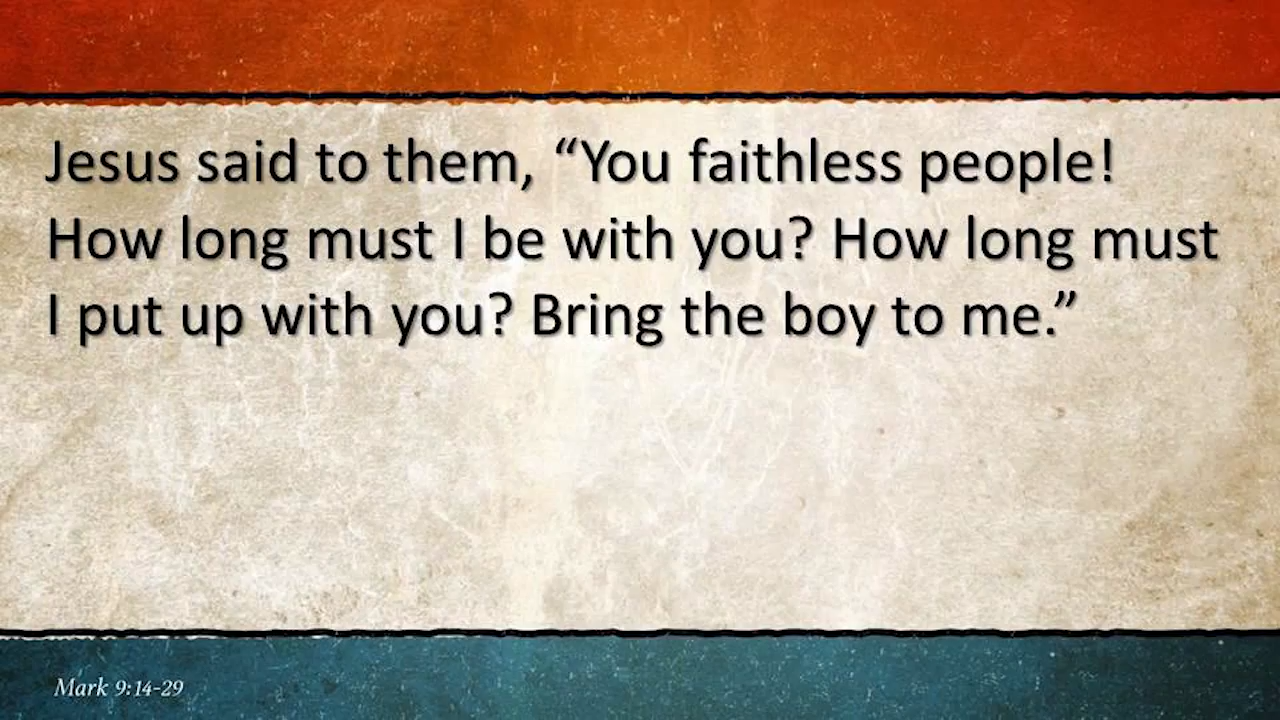 Jesus said to them, “You faithless people!
How long must I be with you? How long must
I put up with you? Bring the boy to me.”
Mark 9:14-29